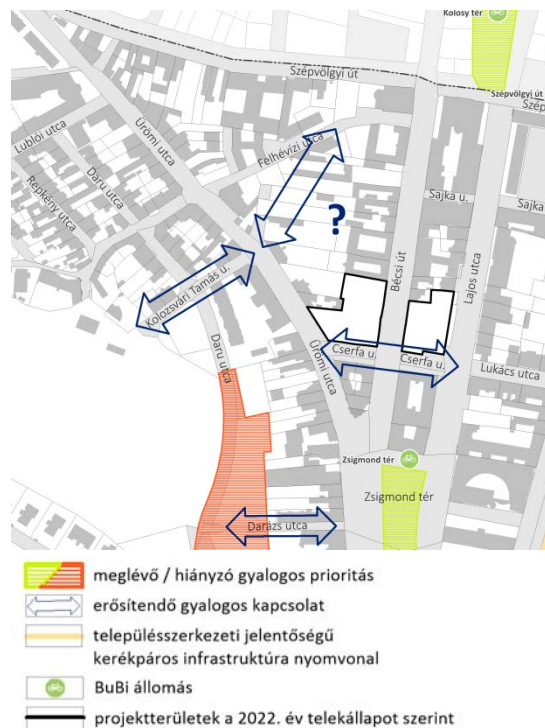 Kolosy tér
Szépvölgyi út
Szépvölgyi út
Szép
Lublói utca
Ürömi utca
Felhévízi utca
Daru utca
Repkény utca
?
Sajka u.
Sajka u.
Bécsi út
Lajos utca
Kolozsvári Tamás u.
Daru utca
Ürömi utca
Cserfa u.
Cserfa u.
Lukács utca
Zsigmond tér
Zsigmond tér
Darázs utca
meglévő / hiányzó gyalogos prioritás
erősítendő gyalogos kapcsolat
településszerkezeti jelentőségű
kerékpáros infrastruktúra nyomvonal
BuBi állomás
projektterületek a 2022. év telekállapot szerint